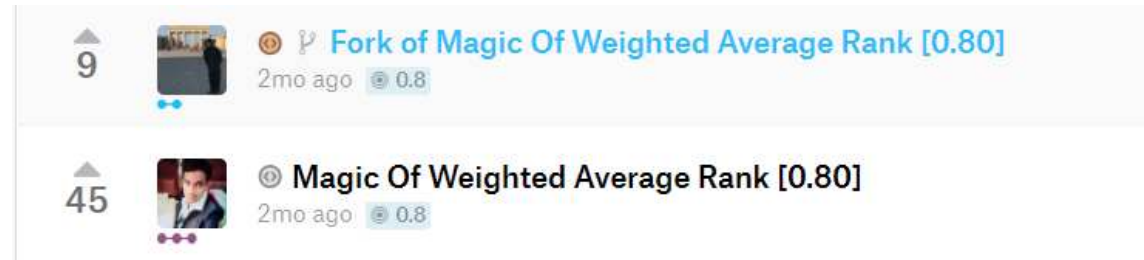 9
Fork of Magic Of Weighted Average Rank [0.80]
2mo ago 0.8
45
Magic Of Weighted Average Rank [0.80]
2mo ago 0.8